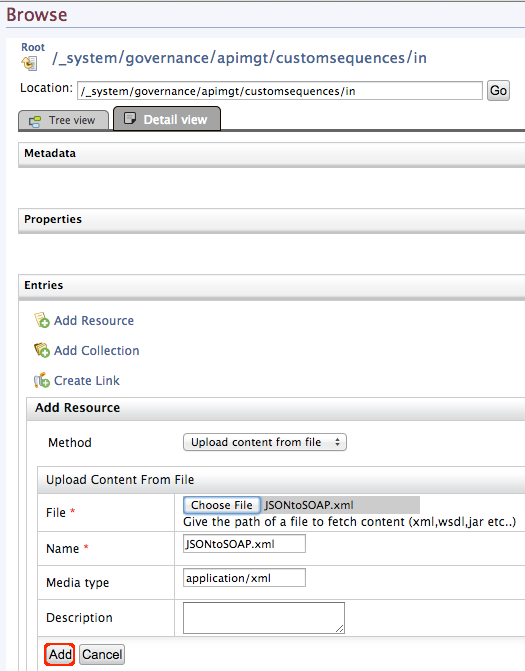 Browse
Root
/_system/governance/apimgt/customsequences/in
Location: /_system/governance/apimgt/customsequences/in Go
Tree view Detail view
Metadata
Properties
Entries
Add Resource
Add Collection
Create Link
Add Resource
Method Upload content from file
Upload Content From File
File * Choose File JSONtoSOAP.xml
Give the path of a file to fetch content (xml,wsdl,jar etc..)
Name * JSONtoSOAP.xml
Media type application/xml
Description
Add Cancel